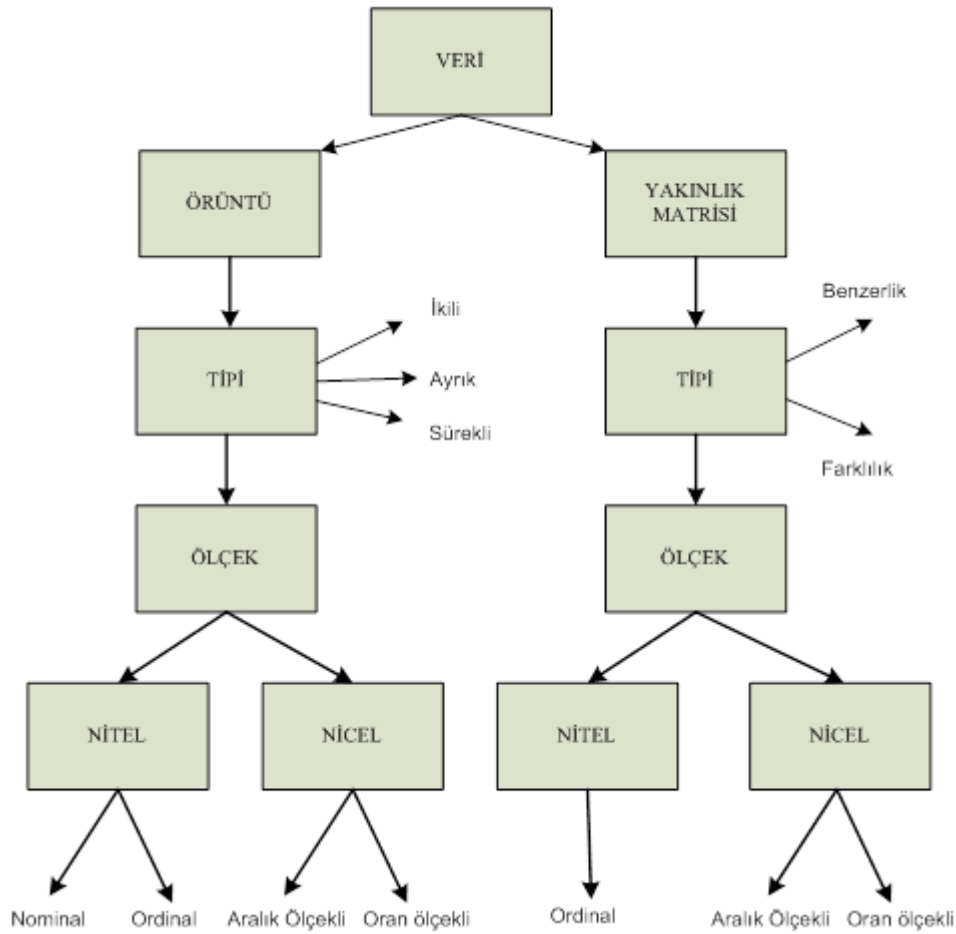 VERİ
ÖRÜNTÜ
YAKINLIK
MATRİSİ
İkili
Benzerlik
TİPİ
Ayrık
TİPİ
Sürekli
Farklılık
ÖLÇEK
ÖLÇEK
NİTEL
NİCEL
NİTEL
NİCEL
Nominal
Ordinal
Aralık Ölçekli
Oran ölçekli
Ordinal
Aralık Ölçekli
Oran ölçekli